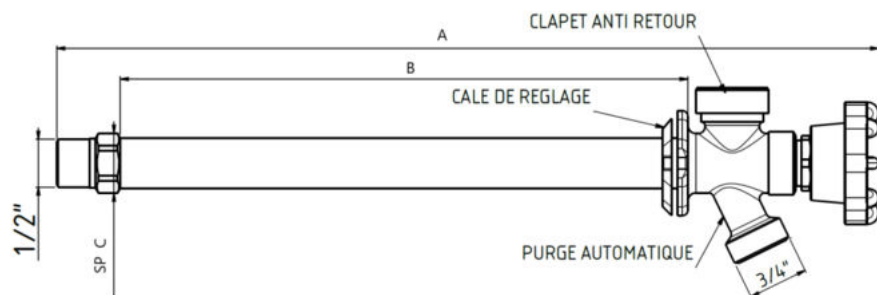 CLAPET ANTI RETOUR
A
B
CALE DE REGLAGE
1/2"
SP C
PURGE AUTOMATIQUE
3/4"